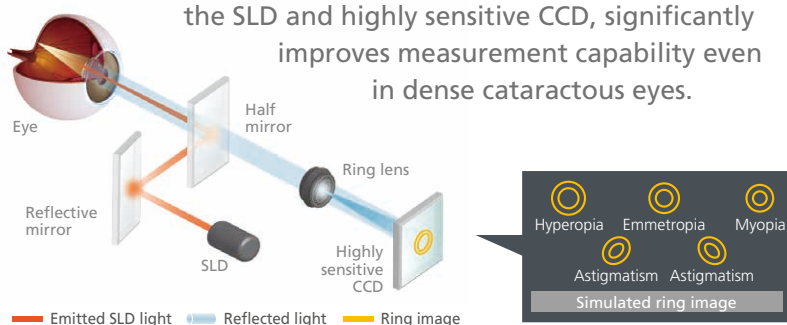 the SLD and highly sensitive CCD, significantly
improves measurement capability even
in dense cataractous eyes.
Eye
Half
mirror
Ring lens
Reflective
mirror
SLD
Highly
sensitive
CCD
Hyperopia Emmetropia Myopia
Astigmatism Astigmatism
Simulated ring image
Emitted SLD light Reflected light Ring image